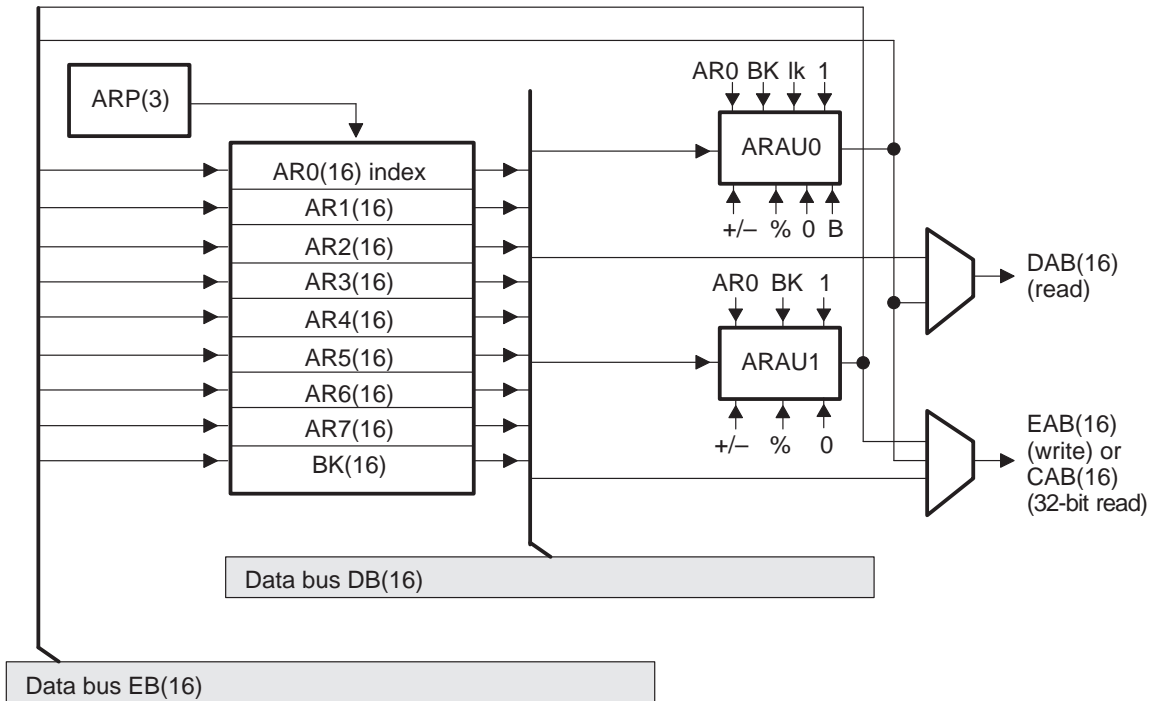 AR0 BK lk 1
ARP(3)
ARAU0
AR0(16) index
AR1(16)
+/– % 0 B
AR2(16)
DAB(16)
(read)
AR3(16)
AR0 BK 1
AR4(16)
AR5(16)
ARAU1
AR6(16)
AR7(16)
+/– % 0
BK(16)
EAB(16)
(write) or
CAB(16)
(32-bit read)
Data bus DB(16)
Data bus EB(16)